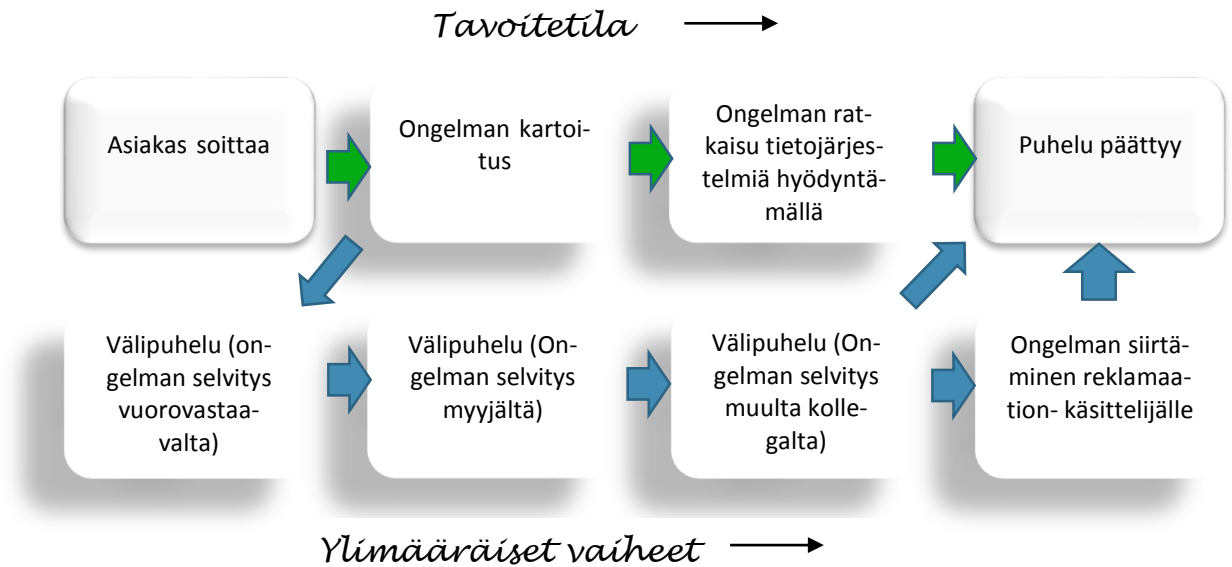 Tavoitetila
Asiakas soittaa
Ongelman kartoi-
tus
Ongelman rat-
kaisu tietojärjes-
telmiä hyödyntä-
mällä
Puhelu päättyy
Välipuhelu (on-
gelman selvitys
vuorovastaa-
valta)
Välipuhelu (On-
gelman selvitys
myyjältä)
Välipuhelu (On-
gelman selvitys
muulta kolle-
galta)
Ongelman siirtä-
minen reklamaa-
tion- käsittelijälle
Ylimääräiset vaiheet